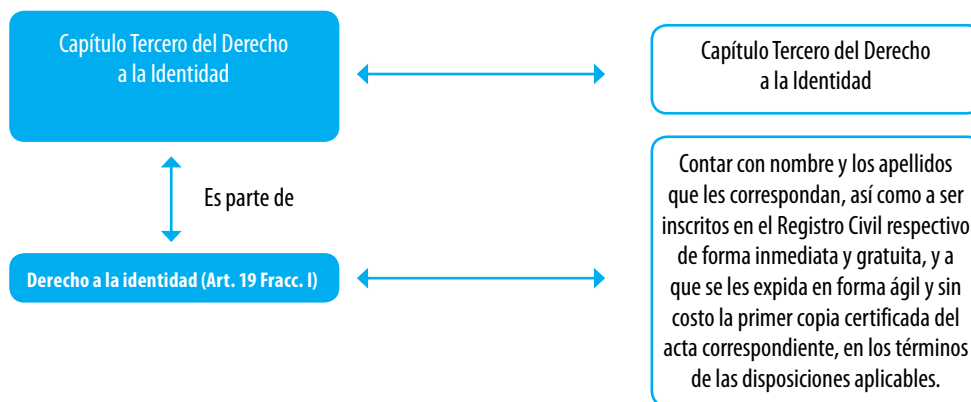 Capítulo Tercero del Derecho
a la Identidad
Capítulo Tercero del Derecho
a la Identidad
Es parte de
Derecho a la identidad (Art. 19 Fracc. I)
Contar con nombre y los apellidos
que les correspondan, así como a ser
inscritos en el Registro Civil respectivo
de forma inmediata y gratuita, y a
que se les expida en forma ágil y sin
costo la primer copia certificada del
acta correspondiente, en los términos
de las disposiciones aplicables.